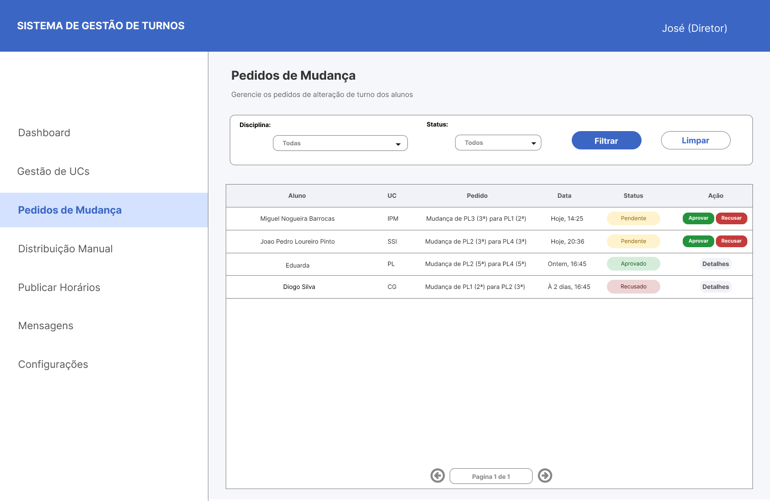 SISTEMA DE GESTÃO DE TURNOS
José (Diretor)
Dashboard
Gestão de UCs
Pedidos de Mudança
Distribuição Manual
Publicar Horários
Mensagens
Configurações
Pedidos de Mudança
Gerencie os pedidos de alteração de turno dos alunos
Disciplina: Status:
Todas Todos Filtrar Limpar
Aluno UC Pedido Data Status Ação
Miguel Nogueira Barrocas IPM Mudança de PL3 (3ª) para PL1 (2ª) Hoje, 14:25 Pendente Aprovar Recusar
Joao Pedro Loureiro Pinto SSI Mudança de PL2 (3ª) para PL4 (3ª) Hoje, 20:36 Pendente Aprovar Recusar
Eduarda PL Mudança de PL2 (5ª) para PL4 (5ª) Ontem, 16:45 Aprovado Detalhes
Diogo Silva CG Mudança de PL1 (2ª) para PL2 (3ª) À 2 dias, 16:45 Recusado Detalhes
Pagina 1 de 1